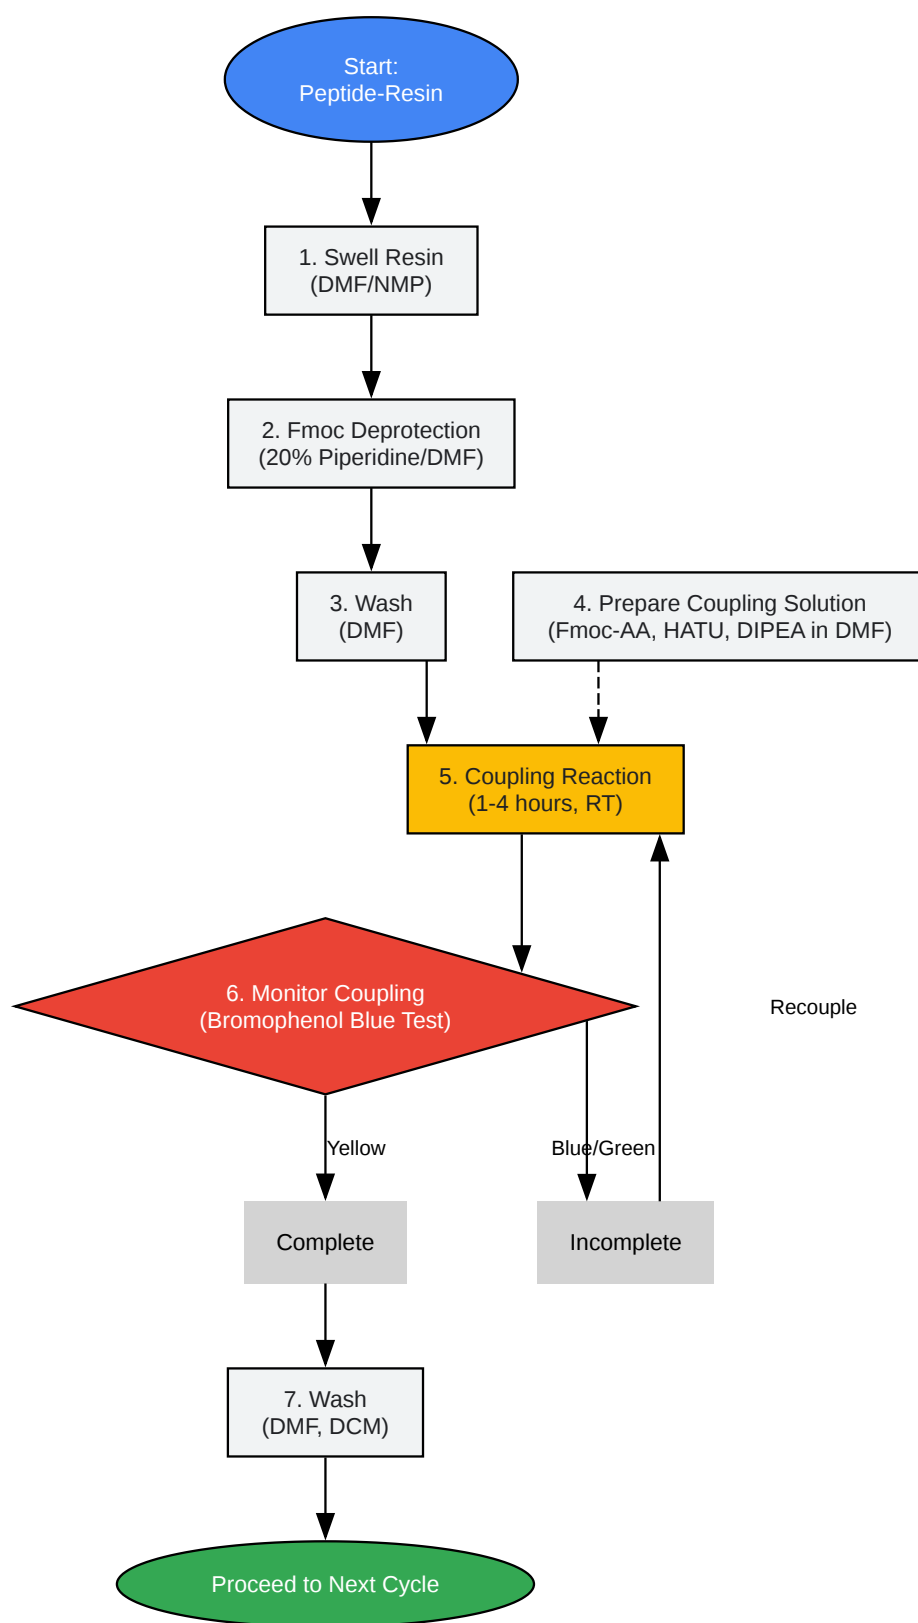 Start:
Peptide-Resin
1. Swell Resin
(DMF/NMP)
2. Fmoc Deprotection
(20% Piperidine/DMF)
3. Wash
(DMF)
4. Prepare Coupling Solution
(Fmoc-AA, HATU, DIPEA in DMF)
5. Coupling Reaction
(1-4 hours, RT)
6. Monitor Coupling
(Bromophenol Blue Test)
Recouple
Yellow
Blue/Green
Complete
Incomplete
7. Wash
(DMF, DCM)
Proceed to Next Cycle